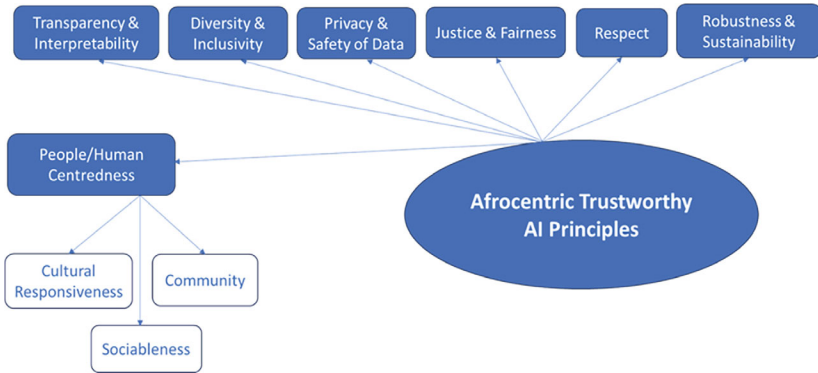 Transparency &
Interpretability
Diversity &
Inclusivity
Privacy &
Safety of Data
Justice & Fairness
Respect
Robustness &
Sustainability
People/Human
Centredness
Afrocentric Trustworthy
AI Principles
Cultural
Responsiveness
Community
Sociableness